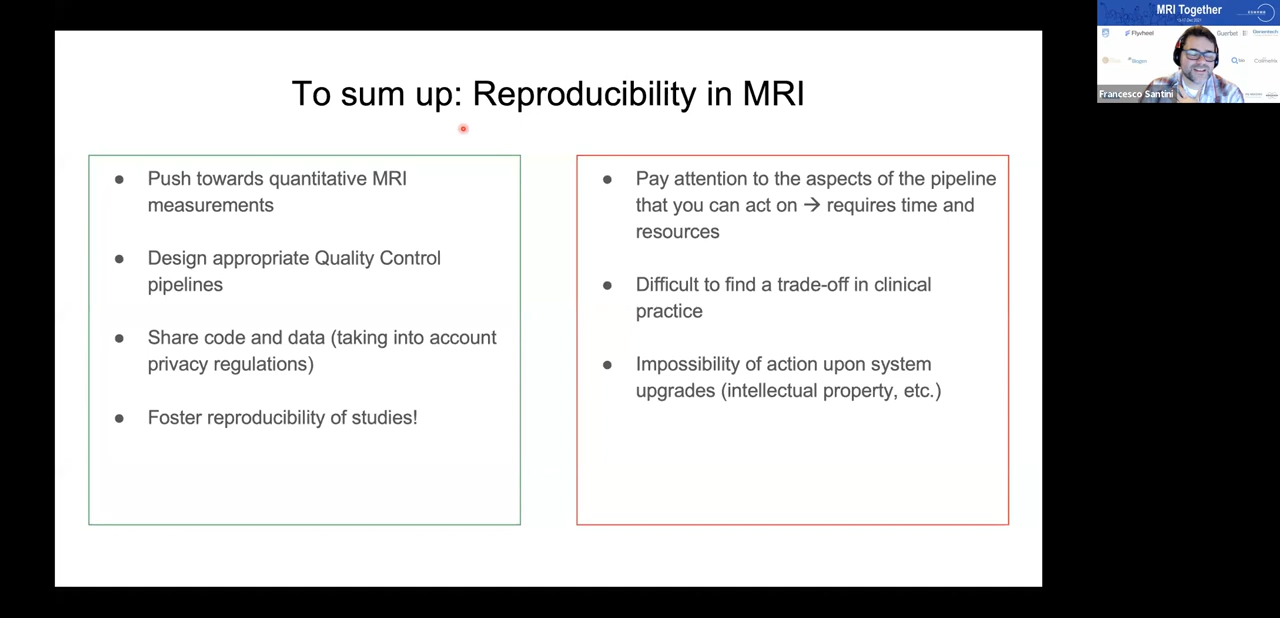 To sum up: Reproducibility in MRI
● Push towards quantitative MRI
measurements
● Design appropriate Quality Control
pipelines
● Share code and data (taking into account
privacy regulations)
● Foster reproducibility of studies!
● Pay attention to the aspects of the pipeline
that you can act on → requires time and
resources
● Difficult to find a trade-off in clinical
practice
● Impossibility of action upon system
upgrades (intellectual property, etc.)
MRI Together
Flywheel
Guerbet
Francesco Santini